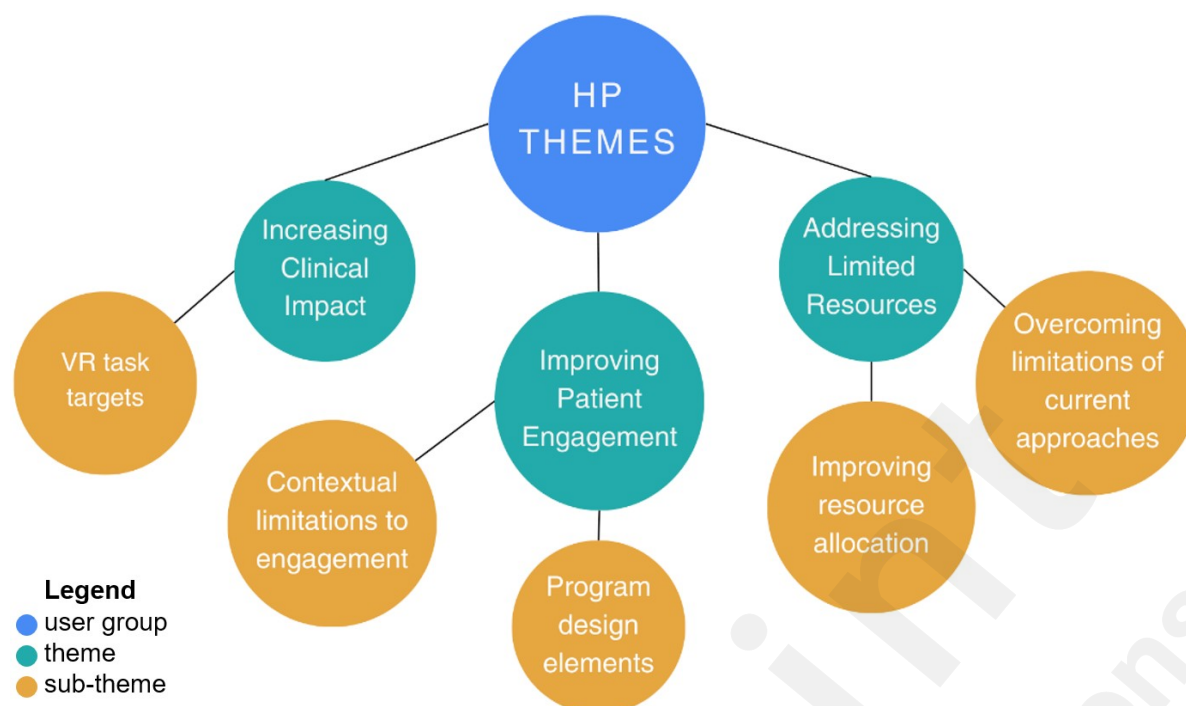 HP
THEMES
Increasing
Clinical
Impact
Addressing
Limited
Resources
VR task
targets
Improving
Patient
Engagement
Overcoming
limitations of
current
approaches
Contextual
limitations to
engagement
Improving
resource
allocation
Program
design
elements
Legend
user group
theme
sub-theme